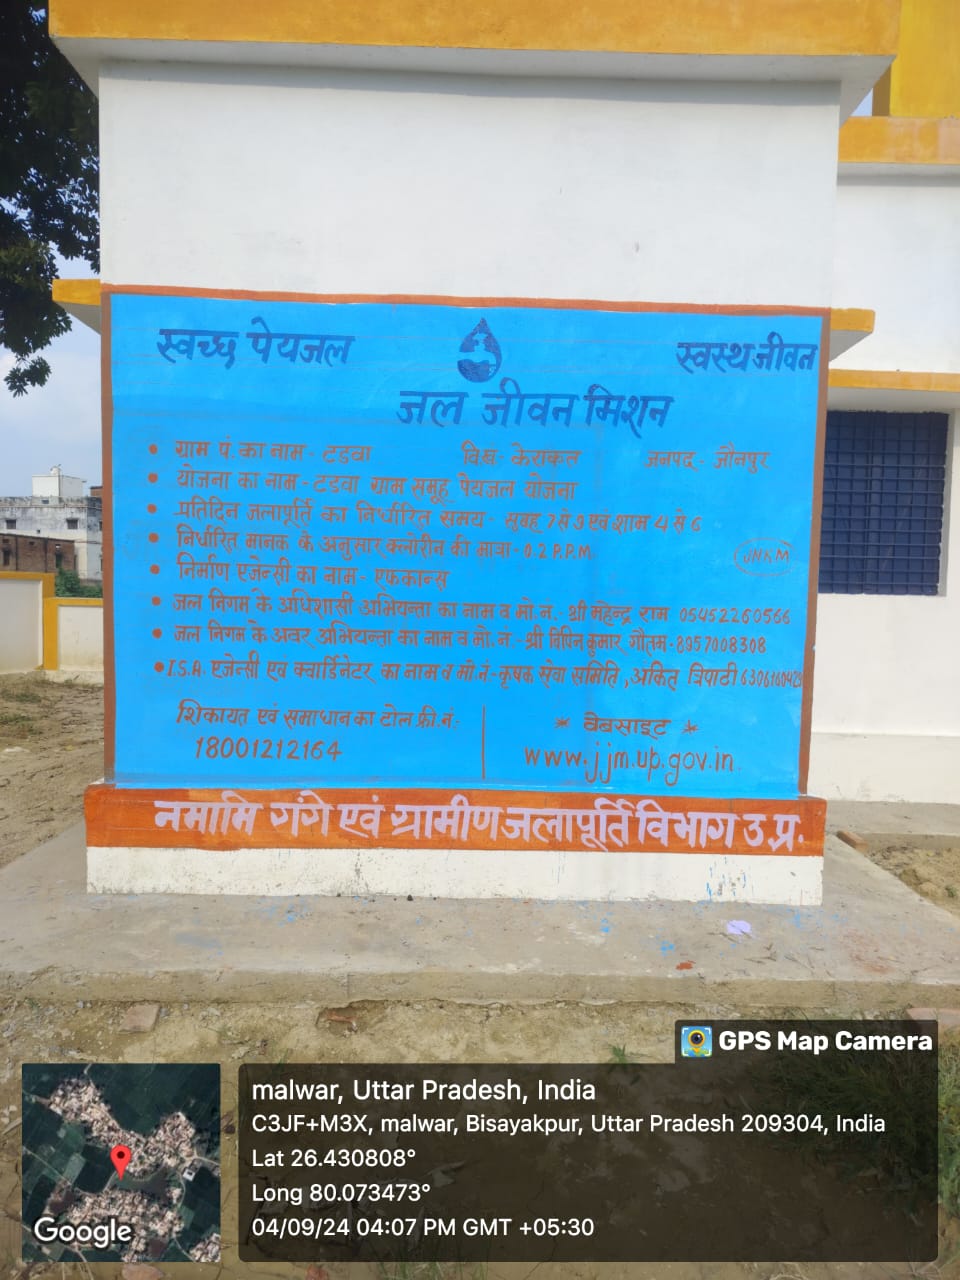 स्वच्छ पेयजल
स्वस्थ जीवन
जल जीवन मिशन
• ग्राम पं. का नाम - टडवा वि.ख.- केराकत जनपद - जौनपुर
• योजना का नाम - टडवा ग्राम समूह पेयजल योजना
• प्रतिदिन जलापूर्ति का निर्धारित समय - सुबह 7 से 9 एवं शाम 4 से 6
• निर्धारित मानक के अनुसार क्लोरीन की मात्रा - 0.2 P.P.M
JNKM
• निर्माण एजेन्सी का नाम - एफकान्स
• जल निगम के अधिशासी अभियन्ता का नाम व मो.नं.- श्री महेन्द्र राम 05452260566
• जल निगम के अवर अभियन्ता का नाम व मो.नं.- श्री विपिन कुमार गौतम - 8957008308
• I.S.A. एजेन्सी एवं क्वार्डिनेटर का नाम व मो.नं- कृषक सेवा समिति, अंकित त्रिपाठी
शिकायत एवं समाधान का टोल फ्री.नं.-
18001212164
* वेबसाइट *
www.jjm.up.gov.in
नमामि गंगे एवं ग्रामीण जलापूर्ति विभाग उ.प्र.
GPS Map Camera
malwar, Uttar Pradesh, India
C3JF+M3X, malwar, Bisayakpur, Uttar Pradesh 209304, India
Lat 26.430808°
Long 80.073473°
04/09/24 04:07 PM GMT +05:30
Google